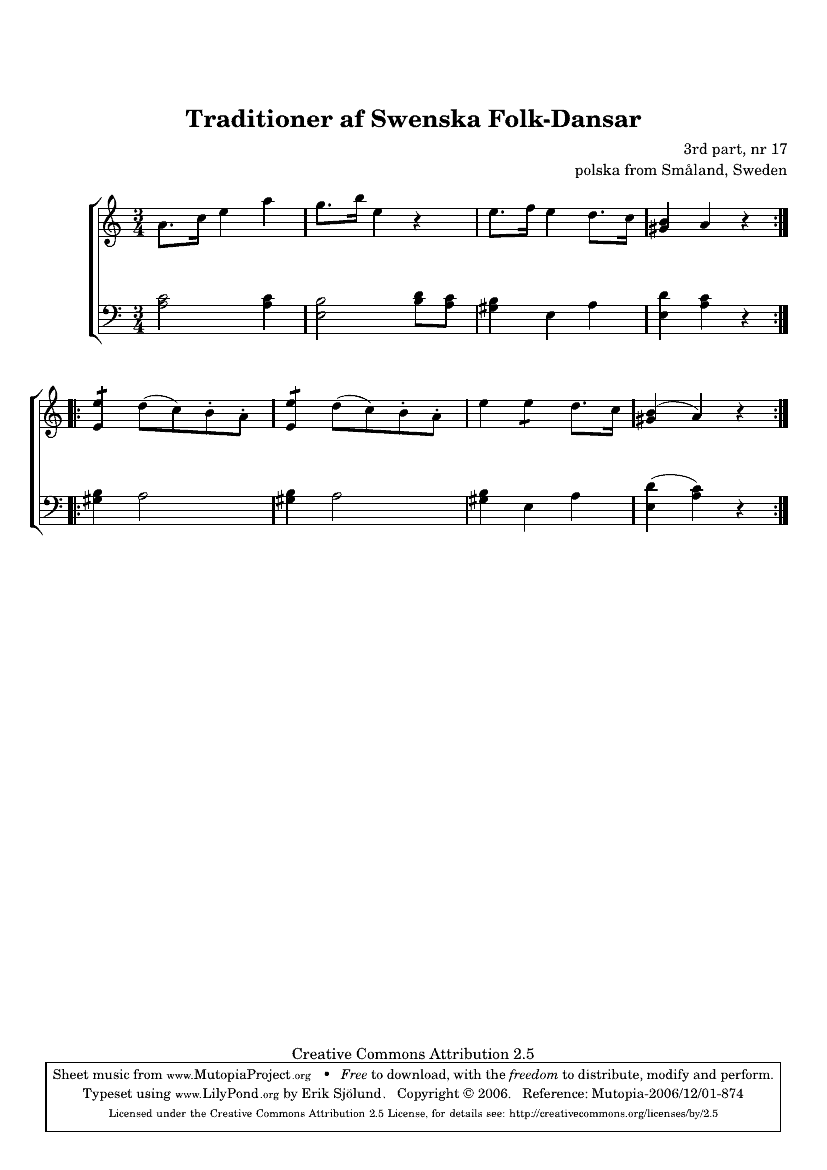 Traditioner af Swenska Folk-Dansar
3rd part, nr 17
polska from Småland, Sweden
Creative Commons Attribution 2.5
Sheet music from www.MutopiaProject.org • Free to download, with the freedom to distribute, modify and perform.
Typeset using www.LilyPond.org by Erik Sjölund. Copyright © 2006. Reference: Mutopia-2006/12/01-874
Licensed under the Creative Commons Attribution 2.5 License, for details see: http://creativecommons.org/licenses/by/2.5